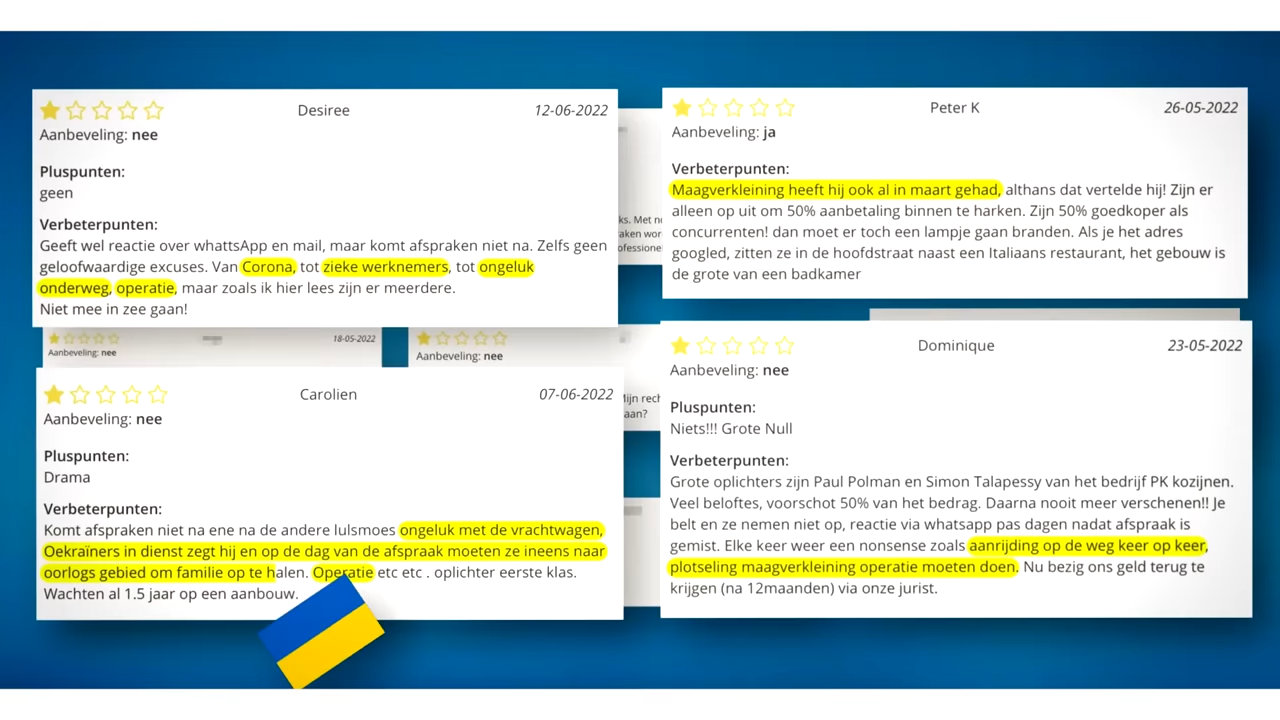 Desiree
12-06-2022
Aanbeveling: nee
Pluspunten:
geen
Verbeterpunten:
Geeft wel reactie over whattsApp en mail, maar komt afspraken niet na. Zelfs geen
geloofwaardige excuses. Van Corona, tot zieke werknemers, tot ongeluk
onderweg, operatie, maar zoals ik hier lees zijn er meerdere.
Niet mee in zee gaan!
Peter K
26-05-2022
Aanbeveling: ja
Verbeterpunten:
Maagverkleining heeft hij ook al in maart gehad, althans dat vertelde hij! Zijn er
alleen op uit om 50% aanbetaling binnen te harken. Zijn 50% goedkoper als
concurrenten! dan moet er toch een lampje gaan branden. Als je het adres
googled, zitten ze in de hoofdstraat naast een Italiaans restaurant, het gebouw is
de grote van een badkamer
ks. Met
18-05-2022
Aanbeveling: nee
Aanbeveling: nee
aan?
Carolien
07-06-2022
Aanbeveling: nee
Pluspunten:
Drama
Verbeterpunten:
Komt afspraken niet na ene na de andere lulsmoes ongeluk met de vrachtwagen,
Oekraïners in dienst zegt hij en op de dag van de afspraak moeten ze ineens naar
oorlogs gebied om familie op te halen. Operatie etc etc . oplichter eerste klas.
Wachten al 1.5 jaar op een aanbouw.
Dominique
23-05-2022
Aanbeveling: nee
Pluspunten:
Niets!!! Grote Null
Verbeterpunten:
Grote oplichters zijn Paul Polman en Simon Talapessy van het bedrijf PK kozijnen.
Veel beloftes, voorschot 50% van het bedrag. Daarna nooit meer verschenen!! Je
belt en ze nemen niet op, reactie via whatsapp pas dagen nadat afspraak is
gemist. Elke keer weer een nonsense zoals aanrijding op de weg keer op keer,
plotseling maagverkleining operatie moeten doen. Nu bezig ons geld terug te
krijgen (na 12maanden) via onze jurist.